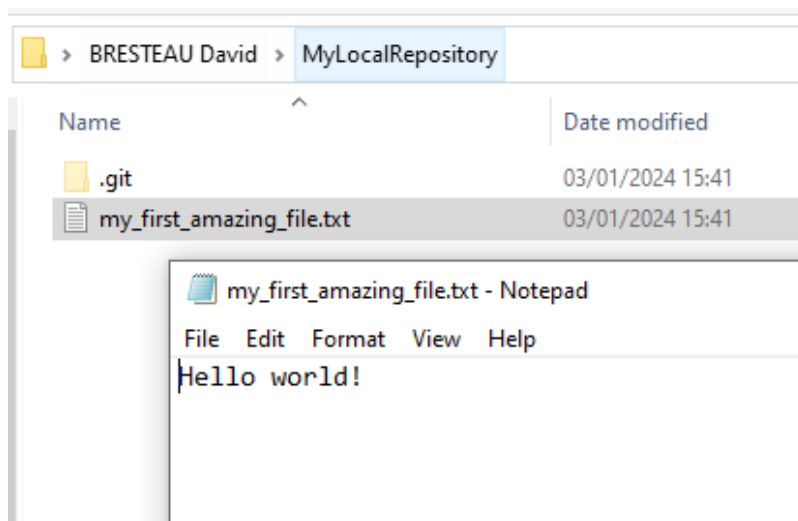 BRESTEAU David > MyLocalRepository
Name Date modified
.git 03/01/2024 15:41
my_first_amazing_file.txt 03/01/2024 15:41
my_first_amazing_file.txt - Notepad
File Edit Format View Help
Hello world!